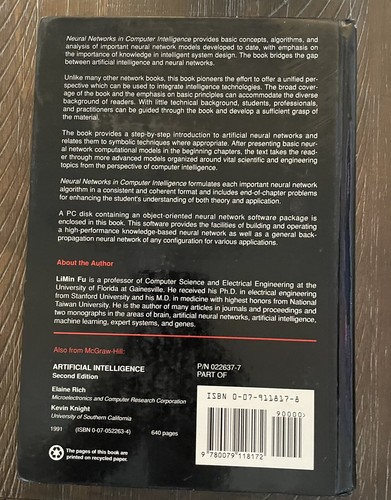 Neural Networks in Computer Intelligence provides basic concepts, algorithms, and
analysis of important neural network models developed to date, with emphasis on
the importance of knowledge in intelligent system design. The book bridges the gap
between artificial intelligence and neural networks.
Unlike many other network books, this book pioneers the effort to offer a unified per-
spective which can be used to integrate intelligence technologies. The broad cover-
age of the book and the emphasis on basic principles can accommodate the diverse
background of readers. With little technical background, students, professionals,
and practitioners can be guided through the book and develop a sufficient grasp of
the material.
The book provides a step-by-step introduction to artificial neural networks and
relates them to symbolic techniques where appropriate. After presenting basic neu-
ral network computational models in the beginning chapters, the text takes the read-
er through more advanced models organized around vital scientific and engineering
topics from the perspective of computer intelligence.
Neural Networks in Computer Intelligence formulates each important neural network
algorithm in a consistent and coherent format and includes end-of-chapter problems
for enhancing the student's understanding of both theory and application.
A PC disk containing an object-oriented neural network software package is
enclosed in this book. This software provides the facilities of building and operating
a high-performance knowledge-based neural network as well as a general back-
propagation neural network of any configuration for various applications.
About the Author
LiMin Fu is a professor of Computer Science and Electrical Engineering at the
University of Florida at Gainesville. He received his Ph.D. in electrical engineering
from Stanford University and his M.D. in medicine with highest honors from National
Taiwan University. He is the author of many articles in journals and proceedings and
two monographs in the areas of brain, artificial neural networks, artificial intelligence,
machine learning, expert systems, and genes.
Also from McGraw-Hill:
ARTIFICIAL INTELLIGENCE
Second Edition
Elaine Rich
Microelectronics and Computer Research Corporation
Kevin Knight
University of Southern California
1991 (ISBN 0-07-052263-4) 640 pages
The pages of this book are
printed on recycled paper.
P/N 022637-7
PART OF
ISBN 0-07-911817-8
90000>
9 780079 118172